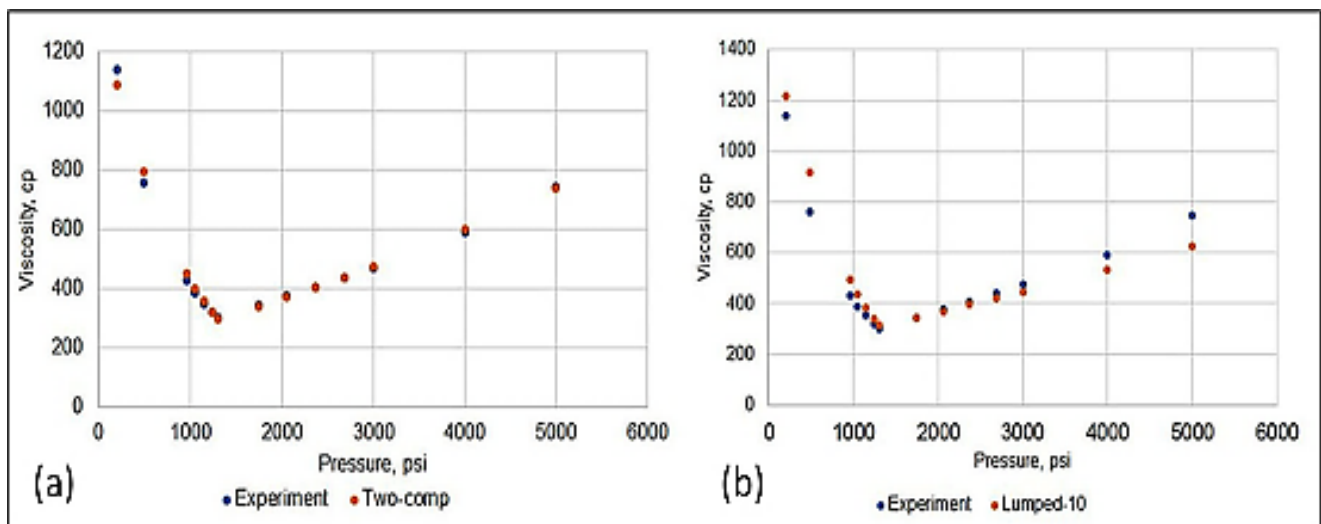 1200
1000
800
600
400
200
0
Viscosity, cp
0 1000 2000 3000 4000 5000 6000
Pressure, psi
(a)
Experiment Two-comp
1400
1200
1000
800
600
400
200
0
Viscosity, cp
0 1000 2000 3000 4000 5000 6000
Pressure, psi
(b)
Experiment Lumped-10